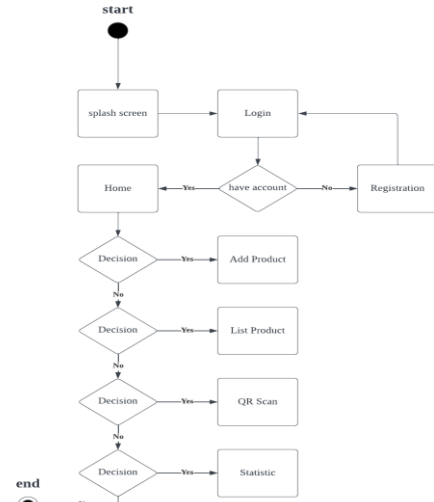 start
splash screen
Login
Home
Yes
have account
No
Registration
Decision
Yes
Add Product
No
Decision
Yes
List Product
No
Decision
Yes
QR Scan
No
Decision
Yes
Statistic
end